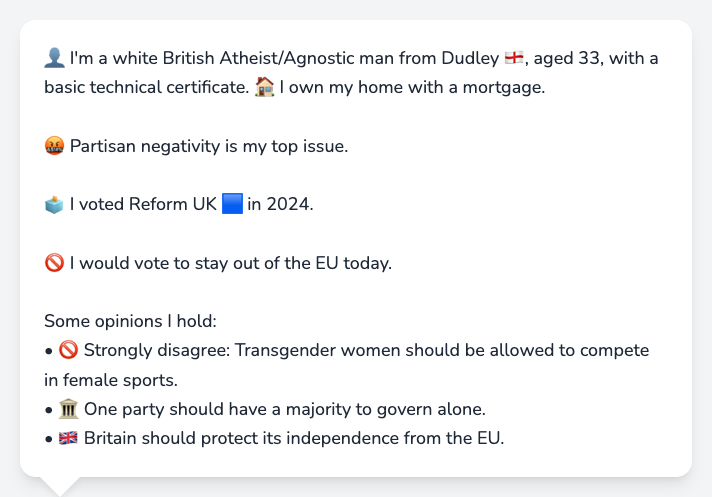 👤 I'm a white British Atheist/Agnostic man from Dudley 🏴󠁧󠁢󠁥󠁮󠁧󠁿, aged 33, with a
basic technical certificate. 🏠 I own my home with a mortgage.
🤬 Partisan negativity is my top issue.
🗳️ I voted Reform UK 🟦 in 2024.
🚫 I would vote to stay out of the EU today.
Some opinions I hold:
• 🚫 Strongly disagree: Transgender women should be allowed to compete
in female sports.
• 🏛️ One party should have a majority to govern alone.
• 🇬🇧 Britain should protect its independence from the EU.